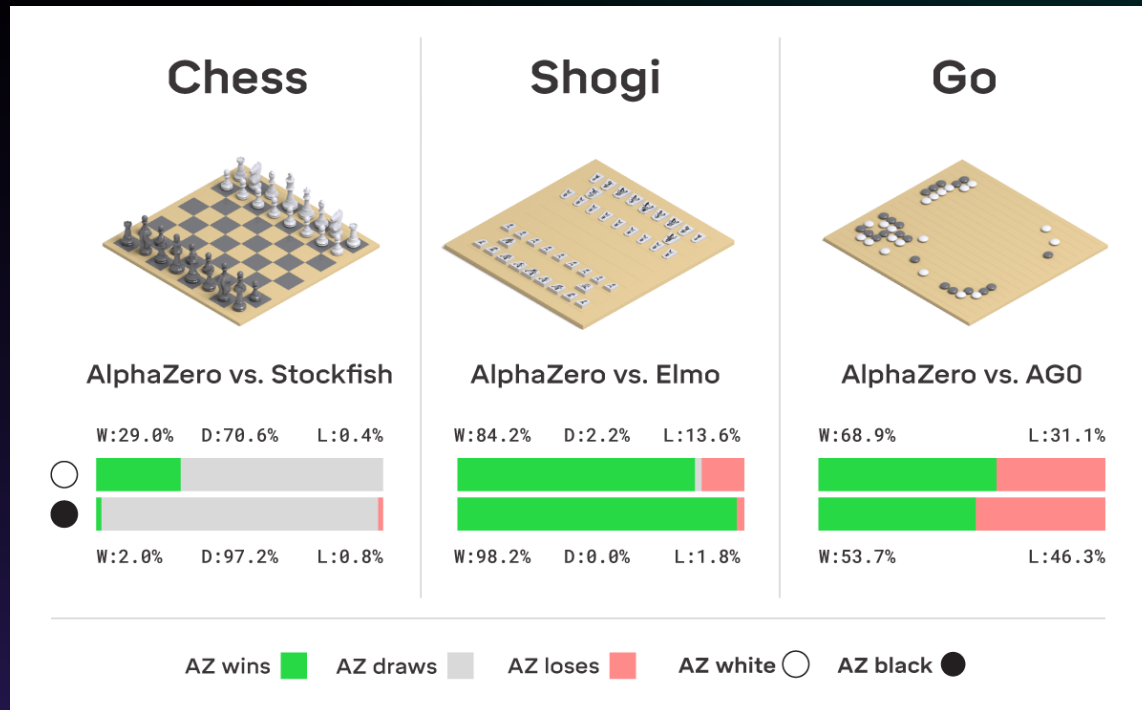 Chess
Shogi
Go
AlphaZero vs. Stockfish
AlphaZero vs. Elmo
AlphaZero vs. AG0
W:29.0% D:70.6% L:0.4%
W:84.2% D:2.2% L:13.6%
W:68.9% L:31.1%
W:2.0% D:97.2% L:0.8%
W:98.2% D:0.0% L:1.8%
W:53.7% L:46.3%
AZ wins
AZ draws
AZ loses
AZ white
AZ black